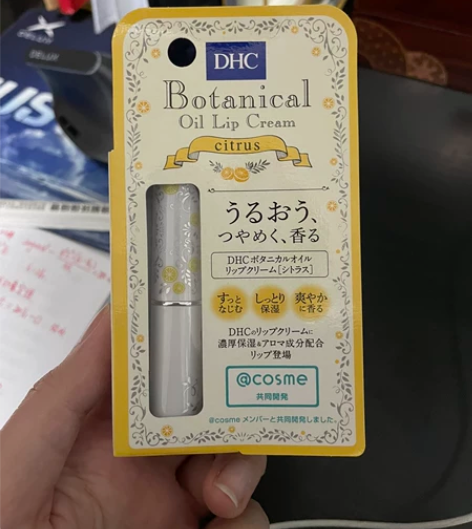 DELUX
DHC
Botanical
Oil Lip Cream
citrus
うるおう、
つやめく、香る
DHCボタニカルオイル
リップクリーム[シトラス]
すっと
なじむ
しっとり
保湿
爽やか
に香る
DHCのリップクリームに
濃厚保湿&アロマ成分配合
リップ登場
@cosme
共同開発
@cosme メンバーと共同開発しました。